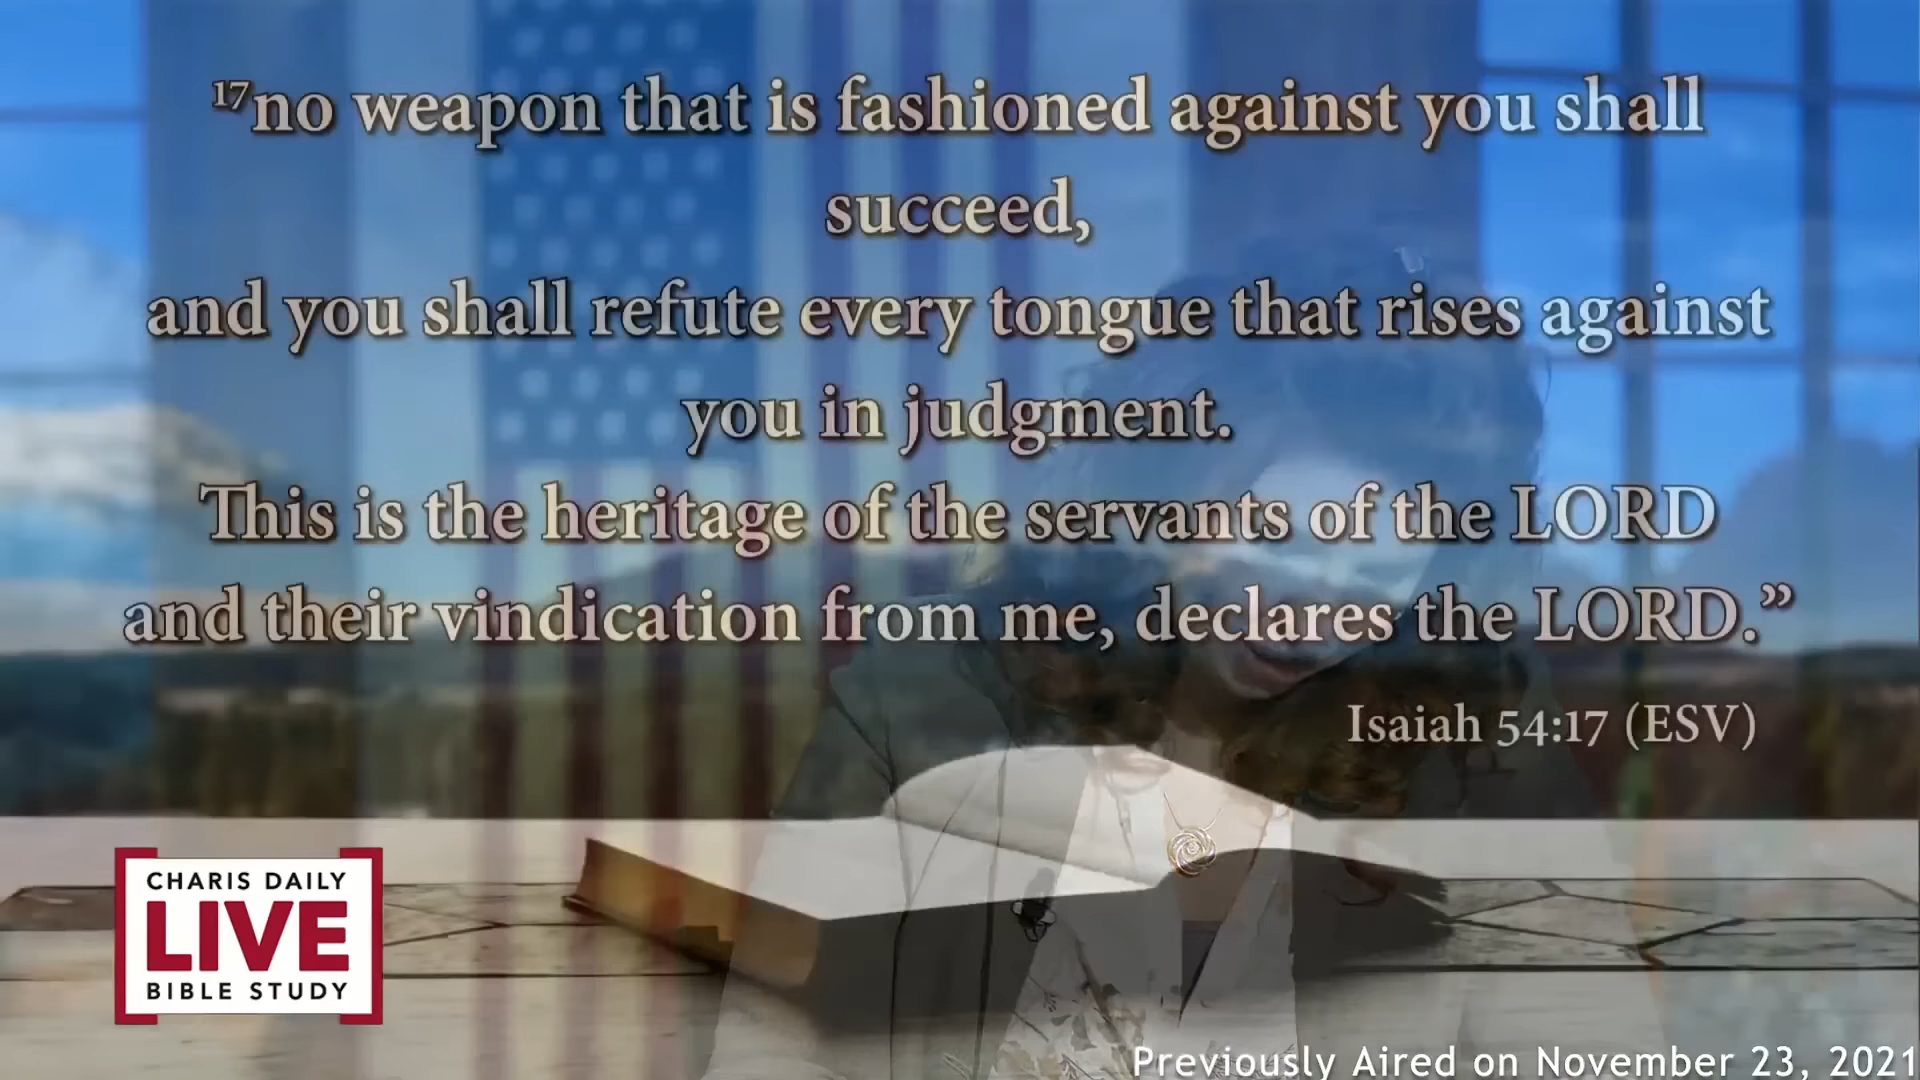 ¹⁷no weapon that is fashioned against you shall
succeed,
and you shall refute every tongue that rises against
you in judgment.
This is the heritage of the servants of the LORD
and their vindication from me, declares the LORD.”
Isaiah 54:17 (ESV)
CHARIS DAILY
LIVE
BIBLE STUDY
Previously Aired on November 23, 2021